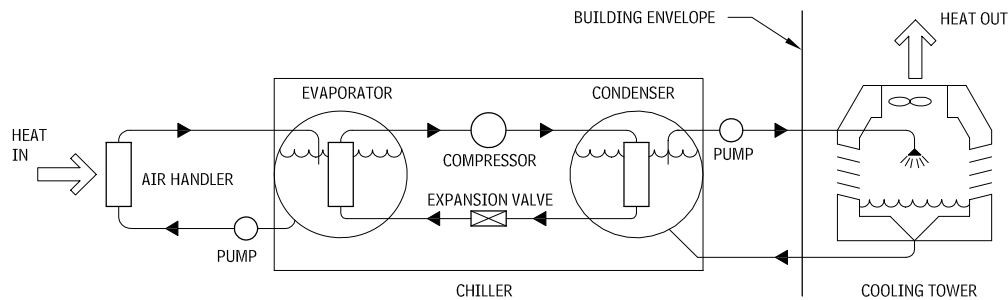 BUILDING ENVELOPE
HEAT OUT
EVAPORATOR
CONDENSER
HEAT
IN
AIR HANDLER
COMPRESSOR
PUMP
EXPANSION VALVE
PUMP
CHILLER
COOLING TOWER